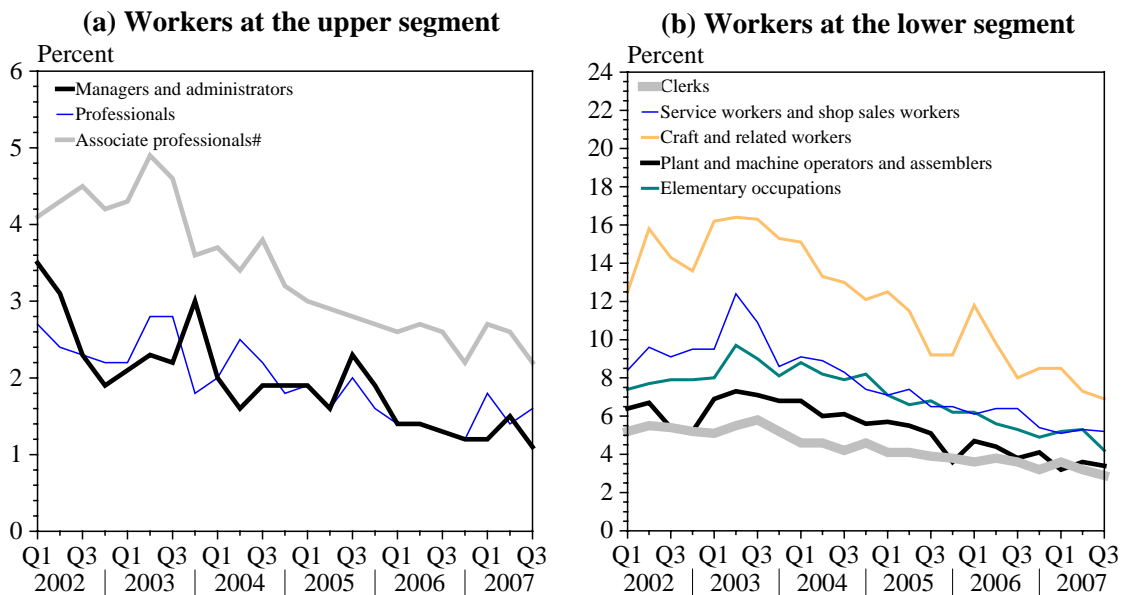 (a) Workers at the upper segment
Percent
6
5
4
3
2
1
0
Managers and administrators
Professionals
Associate professionals#
Q1 Q3 Q1 Q3 Q1 Q3 Q1 Q3 Q1 Q3 Q1 Q3
2002 2003 2004 2005 2006 2007
(b) Workers at the lower segment
Percent
24
22
20
18
16
14
12
10
8
6
4
2
0
Clerks
Service workers and shop sales workers
Craft and related workers
Plant and machine operators and assemblers
Elementary occupations
Q1 Q3 Q1 Q3 Q1 Q3 Q1 Q3 Q1 Q3 Q1 Q3
2002 2003 2004 2005 2006 2007